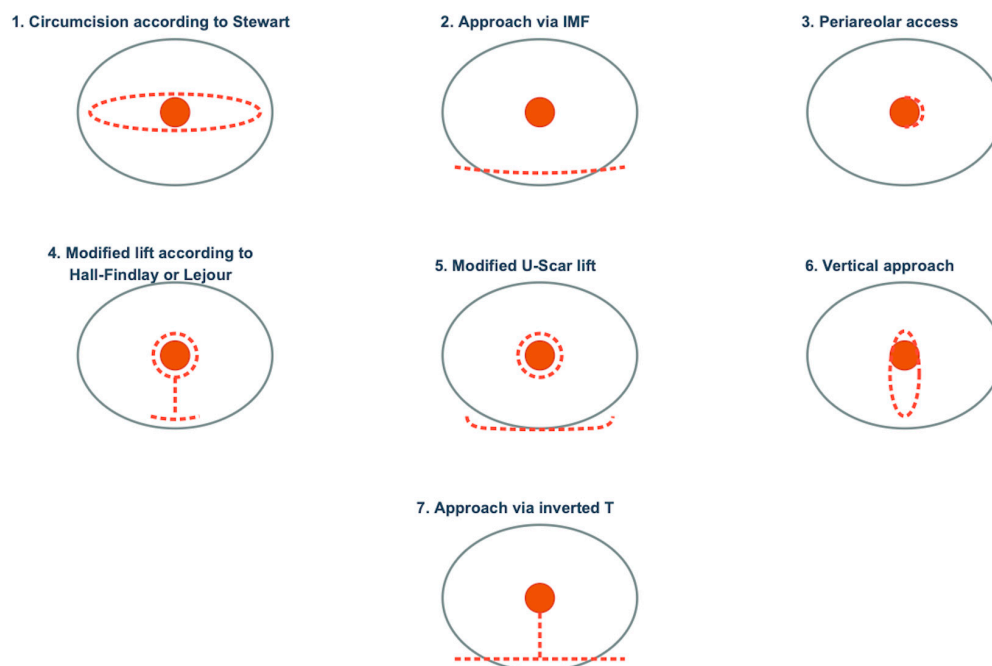 1. Circumcision according to Stewart
2. Approach via IMF
3. Periareolar access
4. Modified lift according to
Hall-Findlay or Lejour
5. Modified U-Scar lift
6. Vertical approach
7. Approach via inverted T